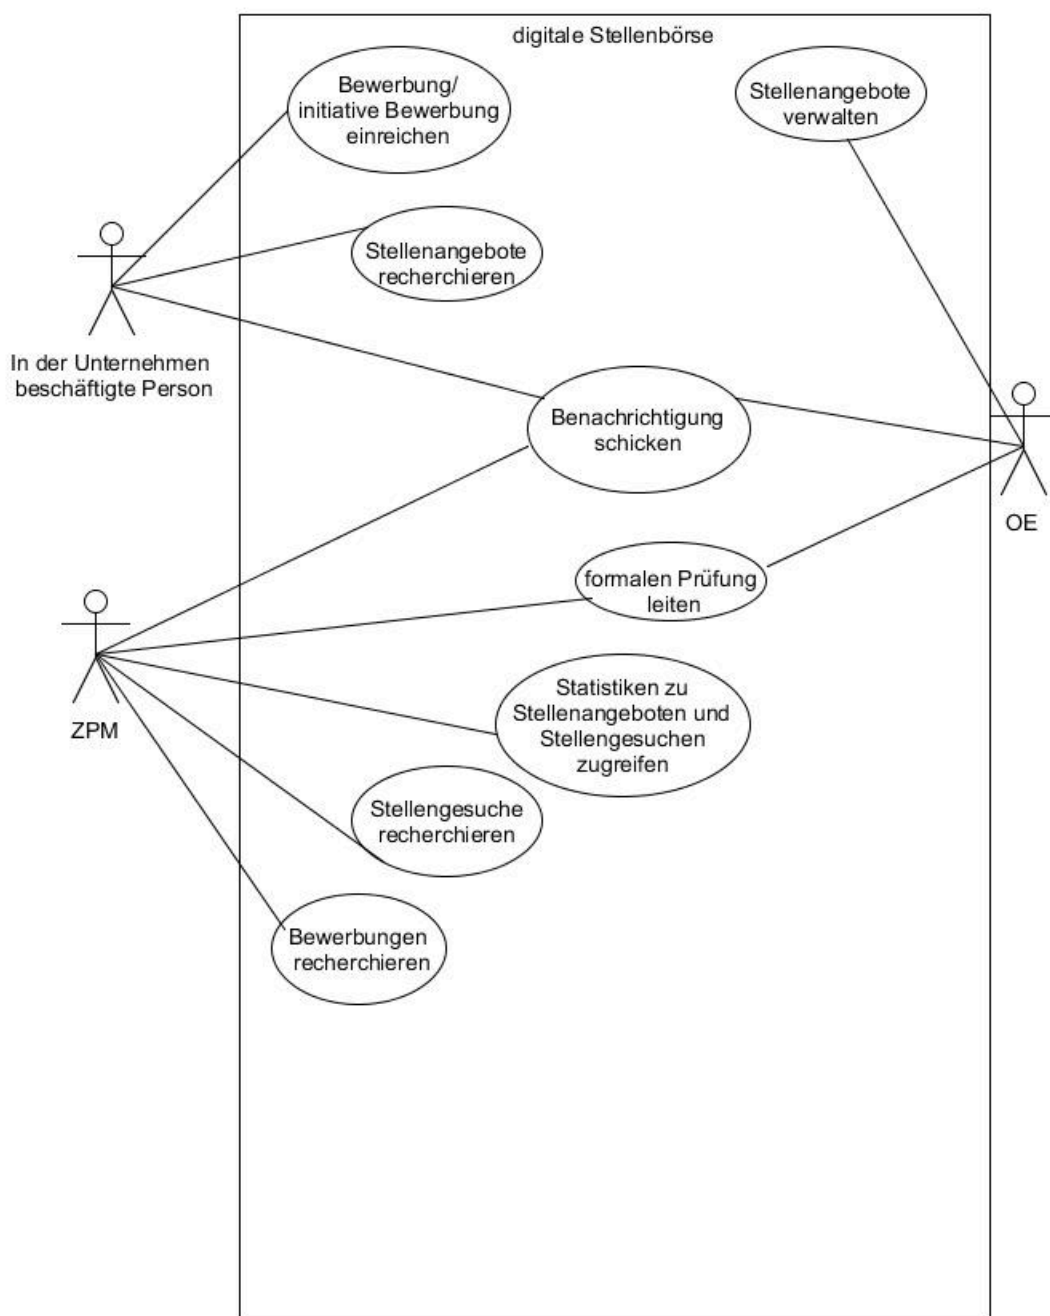 digitale Stellenbörse
Bewerbung/
initiative Bewerbung
einreichen
Stellenangebote
verwalten
Stellenangebote
recherchieren
In der Unternehmen
beschäftigte Person
Benachrichtigung
schicken
OE
formalen Prüfung
leiten
ZPM
Statistiken zu
Stellenangeboten und
Stellengesuchen
zugreifen
Stellengesuche
recherchieren
Bewerbungen
recherchieren